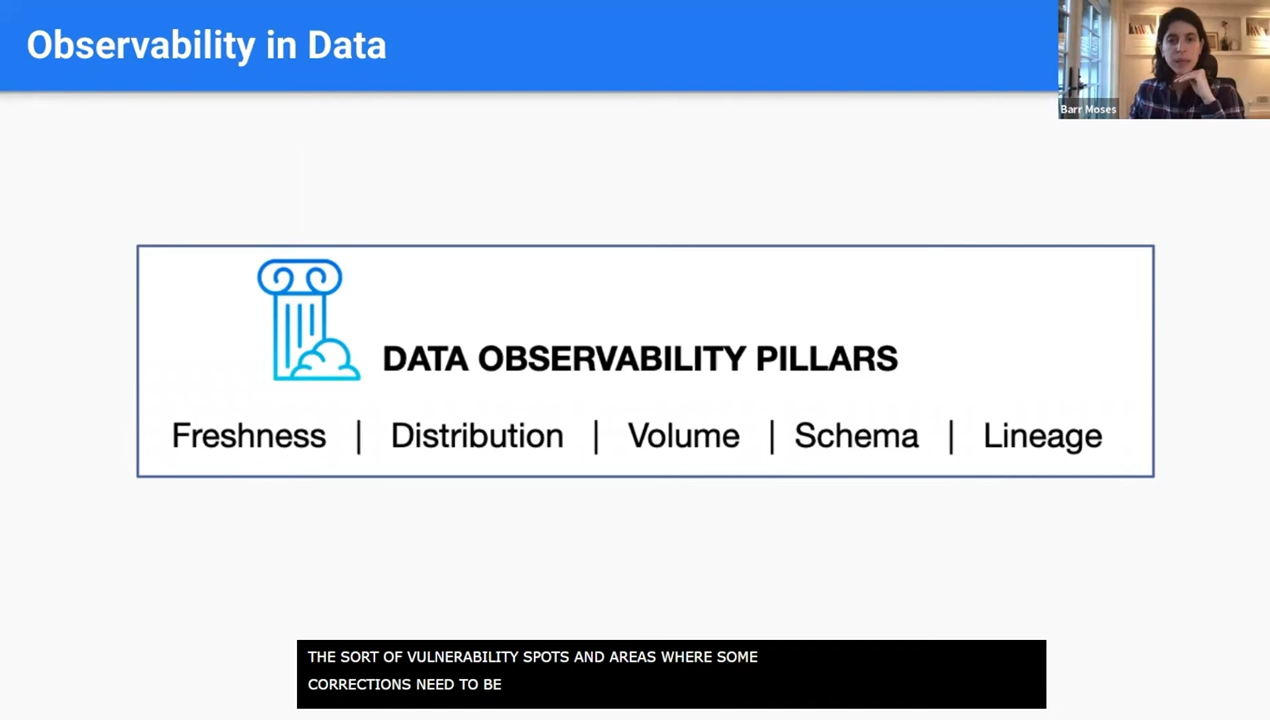 Observability in Data
Barr Moses
DATA OBSERVABILITY PILLARS
Freshness | Distribution | Volume | Schema | Lineage
THE SORT OF VULNERABILITY SPOTS AND AREAS WHERE SOME
CORRECTIONS NEED TO BE